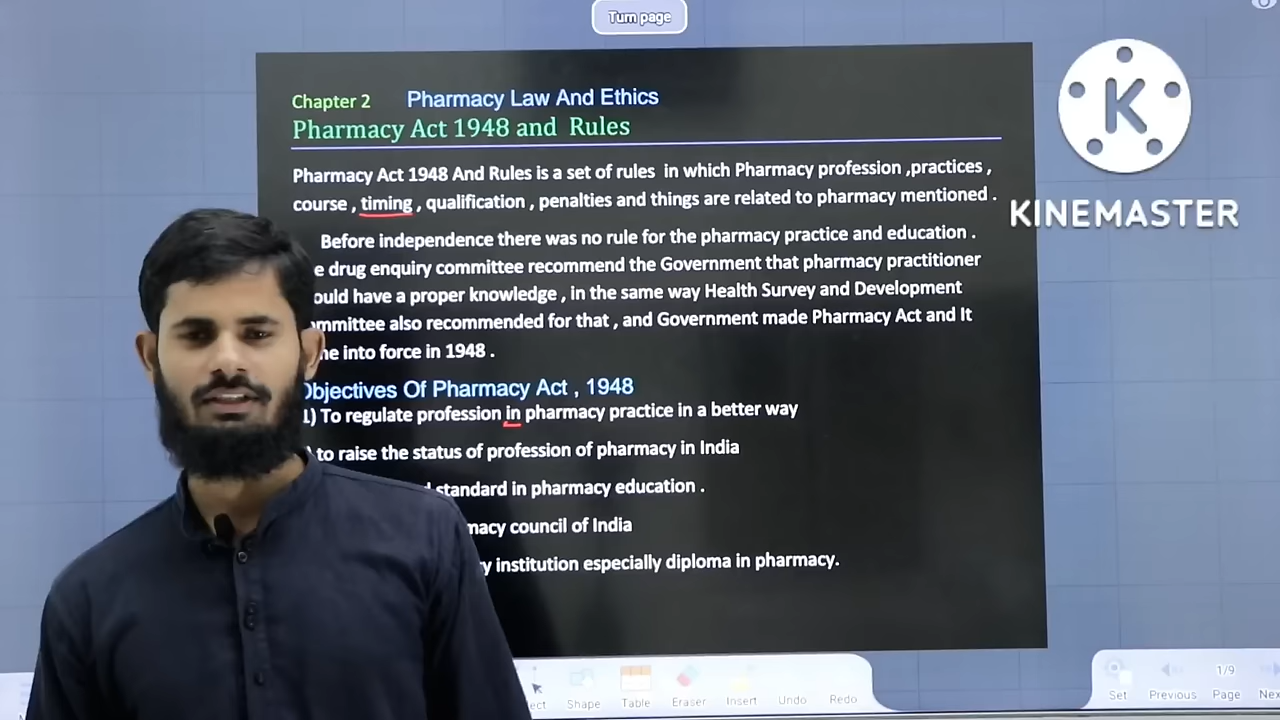 Turn page
Chapter 2 Pharmacy Law And Ethics
Pharmacy Act 1948 and Rules
Pharmacy Act 1948 And Rules is a set of rules in which Pharmacy profession ,practices ,
course , timing , qualification , penalties and things are related to pharmacy mentioned .
Before independence there was no rule for the pharmacy practice and education .
drug enquiry committee recommend the Government that pharmacy practitioner
have a proper knowledge , in the same way Health Survey and Development
also recommended for that , and Government made Pharmacy Act and It
into force in 1948 .
Objectives Of Pharmacy Act , 1948
1) To regulate profession in pharmacy practice in a better way
to raise the status of profession of pharmacy in India
standard in pharmacy education .
council of India
institution especially diploma in pharmacy.
K
KINEMASTER
Shape Table Eraser Insert Undo Redo
Set Previous 1/9 Page